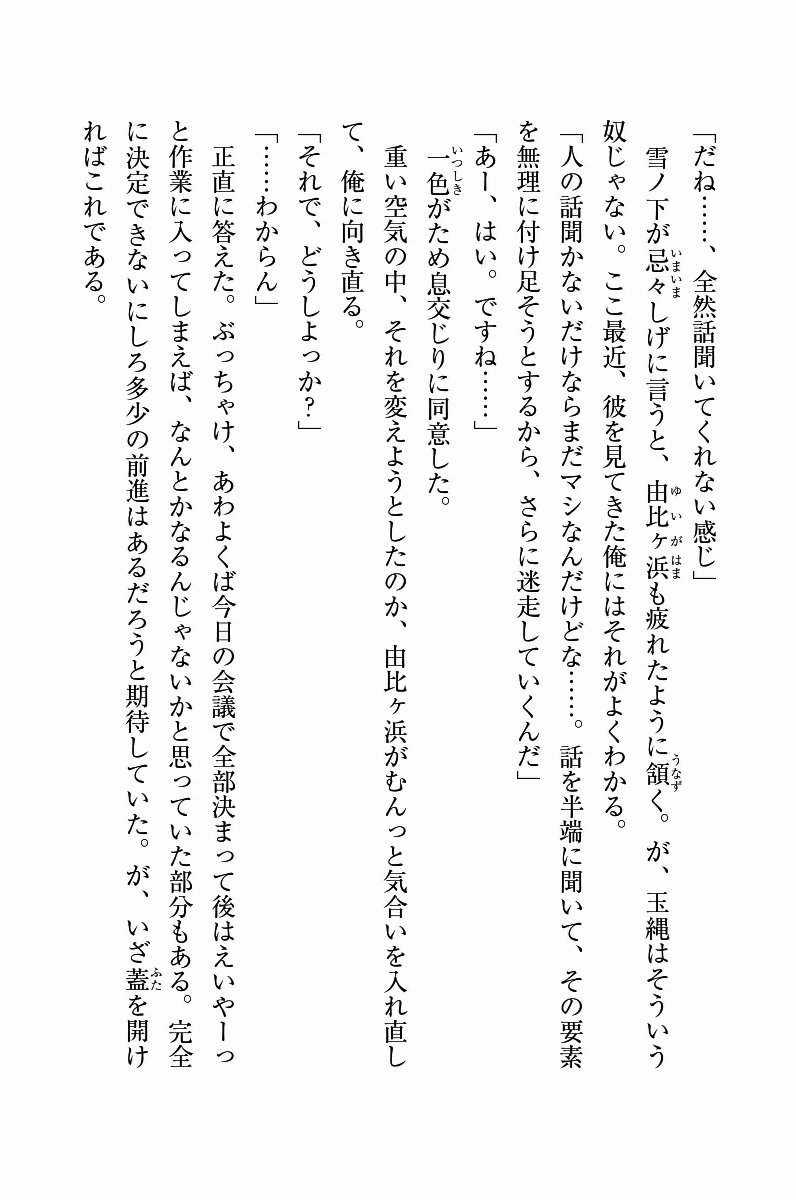 「だね……、全然話聞いてくれない感じ」
雪ノ下が忌々しげに言うと、由比ヶ浜も疲れたように頷く。が、玉縄はそういう
奴じゃない。ここ最近、彼を見てきた俺にはそれがよくわかる。
「人の話聞かないだけならまだマシなんだけどな……。話を半端に聞いて、その要素
を無理に付け足そうとするから、さらに迷走していくんだ」
「あー、はい。ですね……」
一色がため息交じりに同意した。
重い空気の中、それを変えようとしたのか、由比ヶ浜がむんっと気合いを入れ直し
て、俺に向き直る。
「それで、どうしよっか?」
「……わからん」
正直に答えた。ぶっちゃけ、あわよくば今日の会議で全部決まって後はえいやーっ
と作業に入ってしまえば、なんとかなるんじゃないかと思っていた部分もある。完全
に決定できないにしろ多少の前進はあるだろうと期待していた。が、いざ蓋を開け
ればこれである。